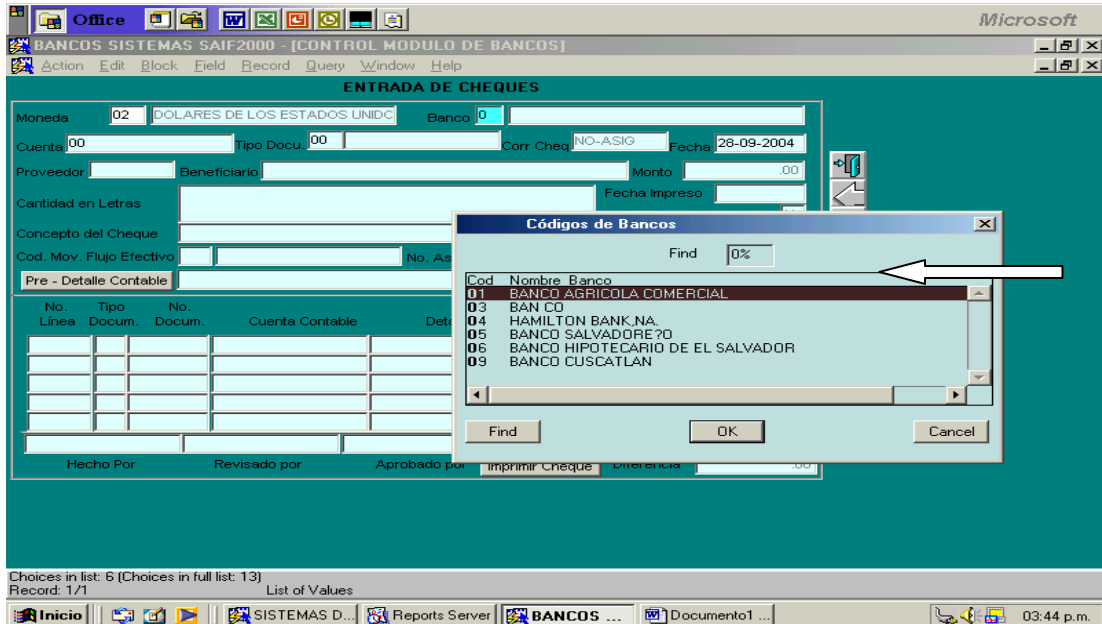 Office Microsoft
BANCOS SISTEMAS SAIF2000 - [CONTROL MODULO DE BANCOS]
Action Edit Block Field Record Query Window Help
ENTRADA DE CHEQUES
Moneda 02 DOLARES DE LOS ESTADOS UNIDO Banco 0
Cuenta 00 Tipo Docu. 00 Corr Cheq NO-ASIG Fecha 28-09-2004
Proveedor Beneficiario Monto .00
Cantidad en Letras Fecha Impreso
Concepto del Cheque
Cod. Mov. Flujo Efectivo No. As
Pre - Detalle Contable
No. Línea Tipo Docum. No. Docum. Cuenta Contable Deta
Hecho Por Revisado por Aprobado por Imprimir Cheque Diferencia .00
Códigos de Bancos
Find 0%
Cod Nombre Banco
01 BANCO AGRICOLA COMERCIAL
03 BAN CO
04 HAMILTON BANK,NA.
05 BANCO SALVADORE?O
06 BANCO HIPOTECARIO DE EL SALVADOR
09 BANCO CUSCATLAN
Find OK Cancel
Choices in list: 6 (Choices in full list: 13)
Record: 1/1 List of Values
Inicio SISTEMAS D... Reports Server BANCOS ... Documento1 ... 03:44 p.m.